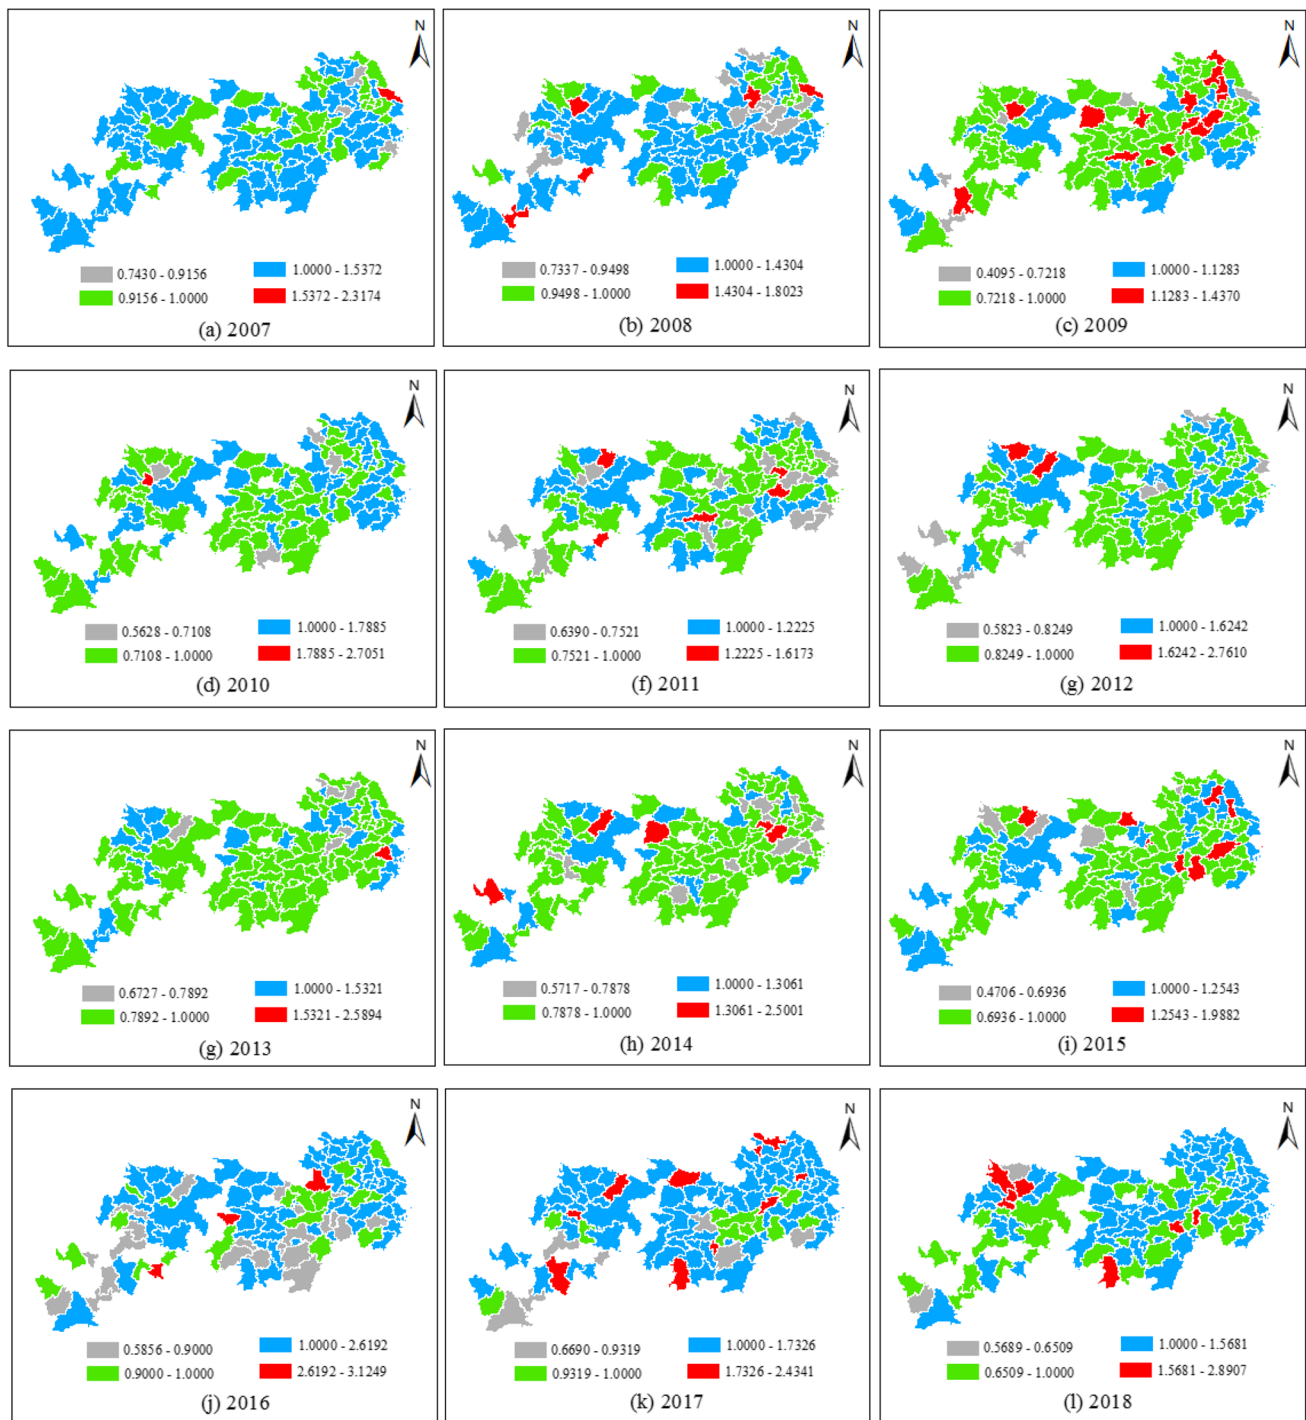 N
0.7430 - 0.9156 1.0000 - 1.5372
0.9156 - 1.0000 1.5372 - 2.3174
(a) 2007
N
0.7337 - 0.9498 1.0000 - 1.4304
0.9498 - 1.0000 1.4304 - 1.8023
(b) 2008
N
0.4095 - 0.7218 1.0000 - 1.1283
0.7218 - 1.0000 1.1283 - 1.4370
(c) 2009
N
0.5628 - 0.7108 1.0000 - 1.7885
0.7108 - 1.0000 1.7885 - 2.7051
(d) 2010
N
0.6390 - 0.7521 1.0000 - 1.2225
0.7521 - 1.0000 1.2225 - 1.6173
(f) 2011
N
0.5823 - 0.8249 1.0000 - 1.6242
0.8249 - 1.0000 1.6242 - 2.7610
(g) 2012
N
0.6727 - 0.7892 1.0000 - 1.5321
0.7892 - 1.0000 1.5321 - 2.5894
(g) 2013
N
0.5717 - 0.7878 1.0000 - 1.3061
0.7878 - 1.0000 1.3061 - 2.5001
(h) 2014
N
0.4706 - 0.6936 1.0000 - 1.2543
0.6936 - 1.0000 1.2543 - 1.9882
(i) 2015
N
0.5856 - 0.9000 1.0000 - 2.6192
0.9000 - 1.0000 2.6192 - 3.1249
(j) 2016
N
0.6690 - 0.9319 1.0000 - 1.7326
0.9319 - 1.0000 1.7326 - 2.4341
(k) 2017
N
0.5689 - 0.6509 1.0000 - 1.5681
0.6509 - 1.0000 1.5681 - 2.8907
(l) 2018